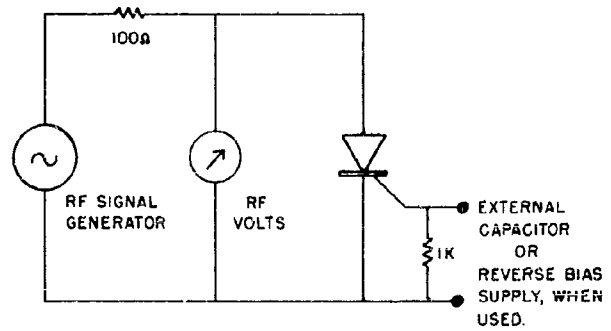 100Ω
RF SIGNAL
GENERATOR
RF
VOLTS
1K
EXTERNAL
CAPACITOR
OR
REVERSE BIAS
SUPPLY, WHEN
USED.